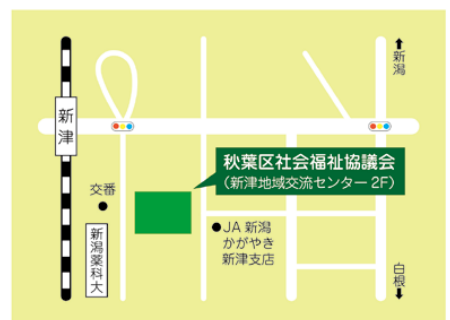 新潟
新津
秋葉区社会福祉協議会
（新津地域交流センター2F）
交番
新潟薬科大
●JA 新潟
かがやき
新津支店
白根